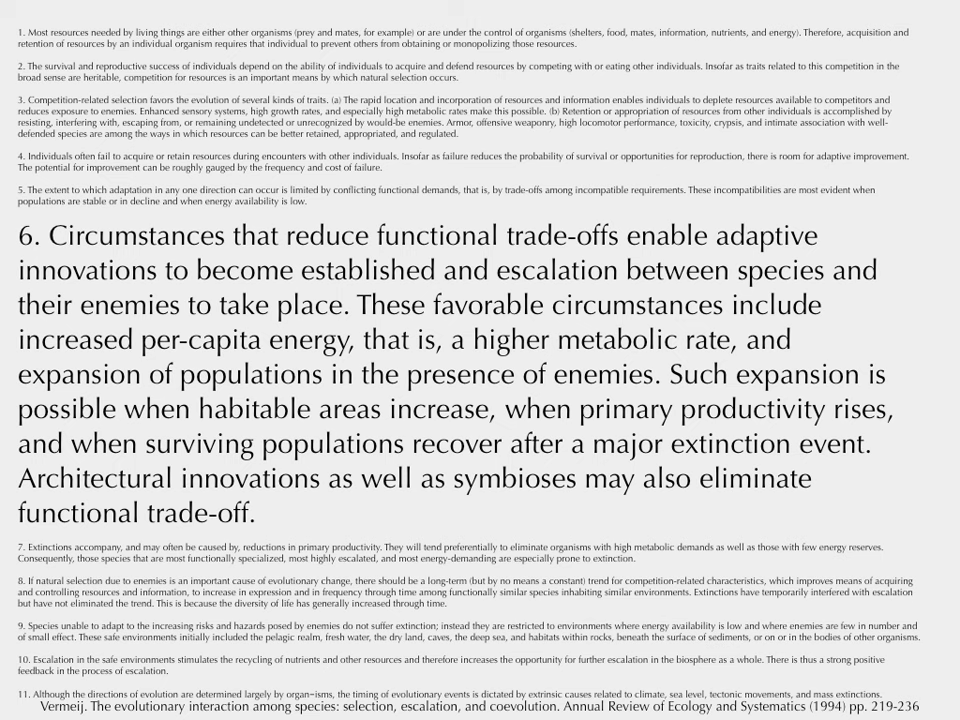 1. Most resources needed by living things are either other organisms (prey and mates, for example) or are under the control of organisms (shelters, food, mates, information, nutrients, and energy). Therefore, acquisition and
retention of resources by an individual organism requires that individual to prevent others from obtaining or monopolizing those resources.
2. The survival and reproductive success of individuals depend on the ability of individuals to acquire and defend resources by competing with or eating other individuals. Insofar as traits related to this competition in the
broad sense are heritable, competition for resources is an important means by which natural selection occurs.
3. Competition-related selection favors the evolution of several kinds of traits. (a) The rapid location and incorporation of resources and information enables individuals to deplete resources available to competitors and
reduces exposure to enemies. Enhanced sensory systems, high growth rates, and especially high metabolic rates make this possible. (b) Retention or appropriation of resources from other individuals is accomplished by
resisting, interfering with, escaping from, or remaining undetected or unrecognized by would-be enemies. Armor, offensive weaponry, high locomotor performance, toxicity, crypsis, and intimate association with well-
defended species are among the ways in which resources can be better retained, appropriated, and regulated.
4. Individuals often fail to acquire or retain resources during encounters with other individuals. Insofar as failure reduces the probability of survival or opportunities for reproduction, there is room for adaptive improvement.
The potential for improvement can be roughly gauged by the frequency and cost of failure.
5. The extent to which adaptation in any one direction can occur is limited by conflicting functional demands, that is, by trade-offs among incompatible requirements. These incompatibilities are most evident when
populations are stable or in decline and when energy availability is low.
6. Circumstances that reduce functional trade-offs enable adaptive
innovations to become established and escalation between species and
their enemies to take place. These favorable circumstances include
increased per-capita energy, that is, a higher metabolic rate, and
expansion of populations in the presence of enemies. Such expansion is
possible when habitable areas increase, when primary productivity rises,
and when surviving populations recover after a major extinction event.
Architectural innovations as well as symbioses may also eliminate
functional trade-off.
7. Extinctions accompany, and may often be caused by, reductions in primary productivity. They will tend preferentially to eliminate organisms with high metabolic demands as well as those with few energy reserves.
Consequently, those species that are most functionally specialized, most highly escalated, and most energy-demanding are especially prone to extinction.
8. If natural selection due to enemies is an important cause of evolutionary change, there should be a long-term (but by no means a constant) trend for competition-related characteristics, which improves means of acquiring
and controlling resources and information, to increase in expression and in frequency through time among functionally similar species inhabiting similar environments. Extinctions have temporarily interfered with escalation
but have not eliminated the trend. This is because the diversity of life has generally increased through time.
9. Species unable to adapt to the increasing risks and hazards posed by enemies do not suffer extinction; instead they are restricted to environments where energy availability is low and where enemies are few in number and
of small effect. These safe environments initially included the pelagic realm, fresh water, the dry land, caves, the deep sea, and habitats within rocks, beneath the surface of sediments, or on or in the bodies of other organisms.
10. Escalation in the safe environments stimulates the recycling of nutrients and other resources and therefore increases the opportunity for further escalation in the biosphere as a whole. There is thus a strong positive
feedback in the process of escalation.
11. Although the directions of evolution are determined largely by organ–isms, the timing of evolutionary events is dictated by extrinsic causes related to climate, sea level, tectonic movements, and mass extinctions.
Vermeij. The evolutionary interaction among species: selection, escalation, and coevolution. Annual Review of Ecology and Systematics (1994) pp. 219-236